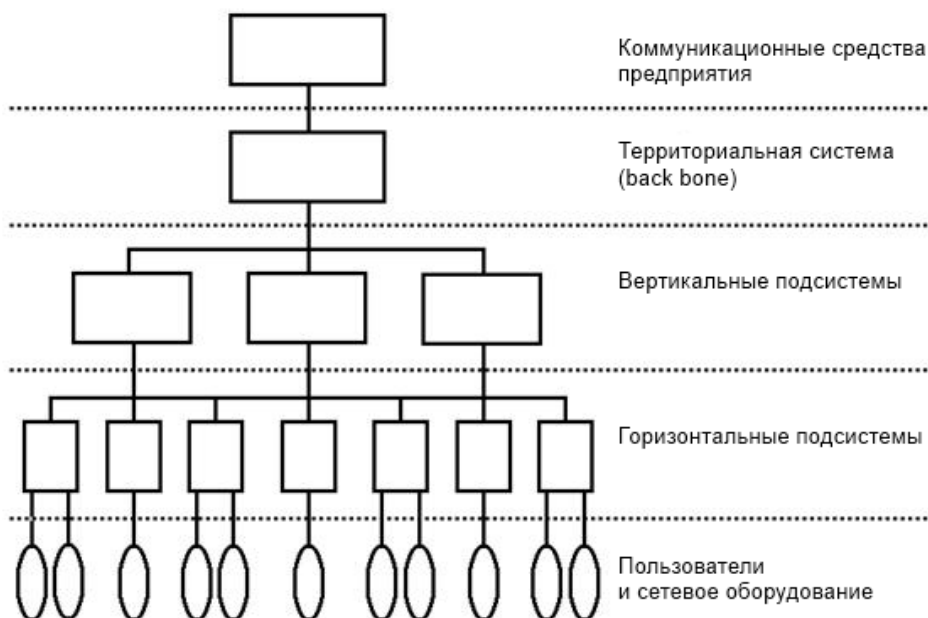 Коммуникационные средства
предприятия
Территориальная система
(back bone)
Вертикальные подсистемы
Горизонтальные подсистемы
Пользователи
и сетевое оборудование